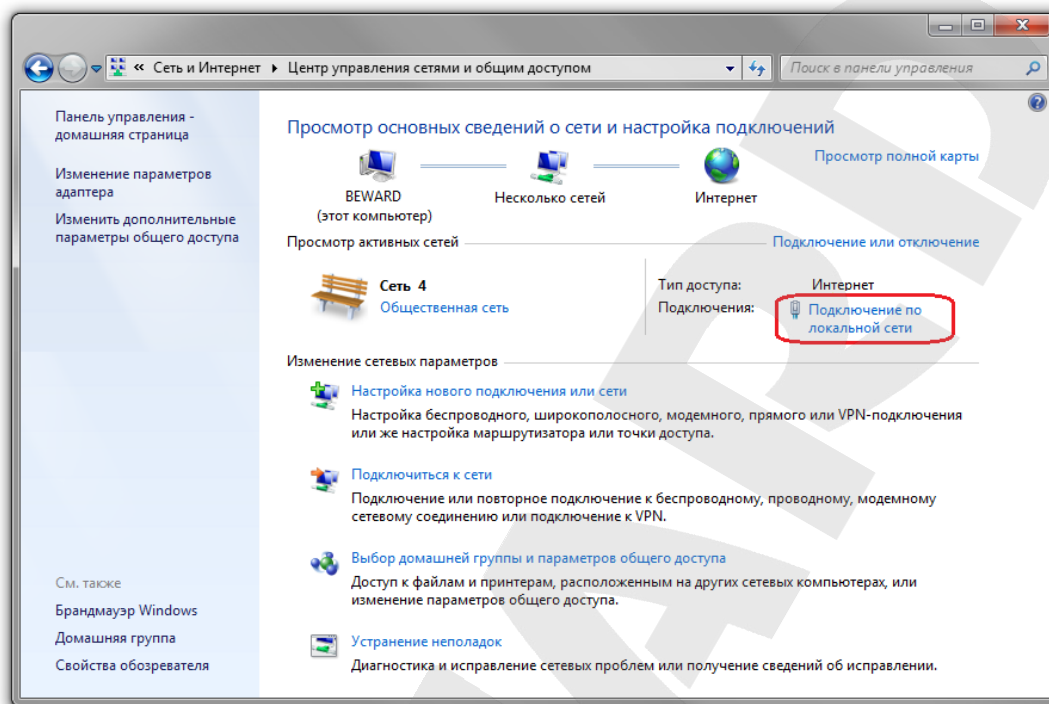 « Сеть и Интернет ▸ Центр управления сетями и общим доступом
Поиск в панели управления
Панель управления -
домашняя страница
Изменение параметров
адаптера
Изменить дополнительные
параметры общего доступа
Просмотр основных сведений о сети и настройка подключений
Просмотр полной карты
BEWARD
(этот компьютер)
Несколько сетей
Интернет
Просмотр активных сетей
Подключение или отключение
Сеть 4
Общественная сеть
Тип доступа: Интернет
Подключения: Подключение по
локальной сети
Изменение сетевых параметров
Настройка нового подключения или сети
Настройка беспроводного, широкополосного, модемного, прямого или VPN-подключения
или же настройка маршрутизатора или точки доступа.
Подключиться к сети
Подключение или повторное подключение к беспроводному, проводному, модемному
сетевому соединению или подключение к VPN.
Выбор домашней группы и параметров общего доступа
Доступ к файлам и принтерам, расположенным на других сетевых компьютерах, или
изменение параметров общего доступа.
Устранение неполадок
Диагностика и исправление сетевых проблем или получение сведений об исправлении.
См. также
Брандмауэр Windows
Домашняя группа
Свойства обозревателя